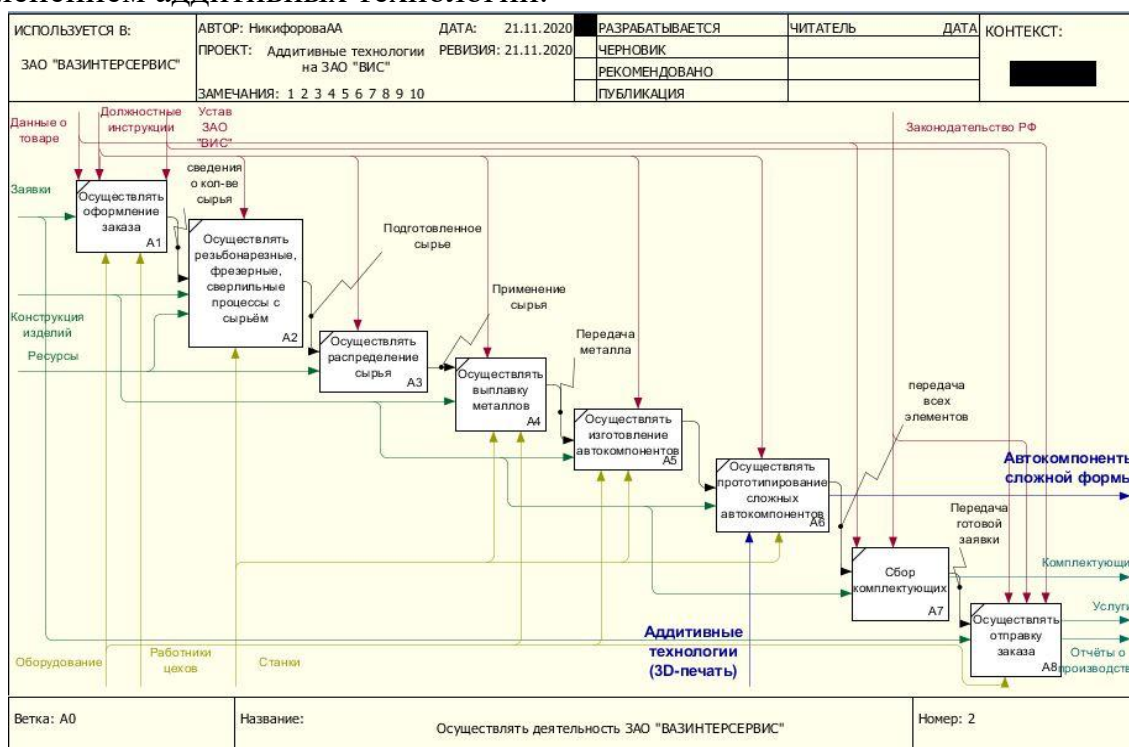 менением аддитивных технологий.
ИСПОЛЬЗУЕТСЯ В:
ЗАО "ВАЗИНТЕРСЕРВИС"
АВТОР: НикифороваАА
ДАТА: 21.11.2020
ПРОЕКТ: Аддитивные технологии
на ЗАО "ВИС"
РЕВИЗИЯ: 21.11.2020
ЗАМЕЧАНИЯ: 1 2 3 4 5 6 7 8 9 10
РАЗРАБАТЫВАЕТСЯ
ЧЕРНОВИК
РЕКОМЕНДОВАНО
ПУБЛИКАЦИЯ
ЧИТАТЕЛЬ
ДАТА
КОНТЕКСТ:
Данные о
товаре
Должностные
инструкции
Устав
ЗАО
"ВИС"
Законодательство РФ
Заявки
сведения
о кол-ве
сырья
Осуществлять
оформление
заказа
A1
Осуществлять
резьбонарезные,
фрезерные,
сверлильные
процессы с
сырьём
A2
Подготовленное
сырье
Конструкция
изделий
Ресурсы
Осуществлять
распределение
сырья
A3
Применение
сырья
Осуществлять
выплавку
металлов
A4
Передача
металла
Осуществлять
изготовление
автокомпонентов
A5
Осуществлять
прототипирование
сложных
автокомпонентов
A6
передача
всех
элементов
Автокомпоненты
сложной формы
Сбор
комплектующих
A7
Передача
готовой
заявки
Комплектующи
Услуги
Осуществлять
отправку
заказа
A8
Отчёты о
производств
Оборудование
Работники
цехов
Станки
Аддитивные
технологии
(3D-печать)
Ветка: A0
Название:
Осуществлять деятельность ЗАО "ВАЗИНТЕРСЕРВИС"
Номер: 2